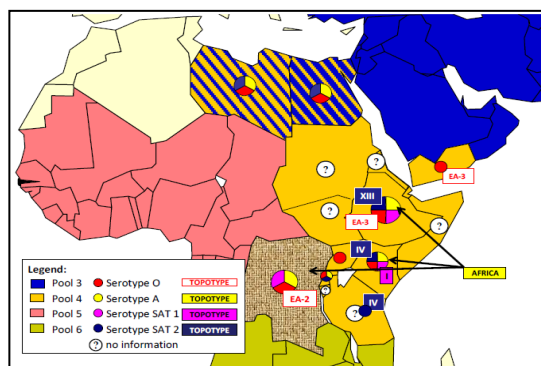 ?
?
XIII
EA-3
?
EA-3
?
?
IV
I
AFRICA
EA-2
?
IV
?
Legend:
Pool 3 Serotype O TOPOTYPE
Pool 4 Serotype A TOPOTYPE
Pool 5 Serotype SAT 1 TOPOTYPE
Pool 6 Serotype SAT 2 TOPOTYPE
? no information